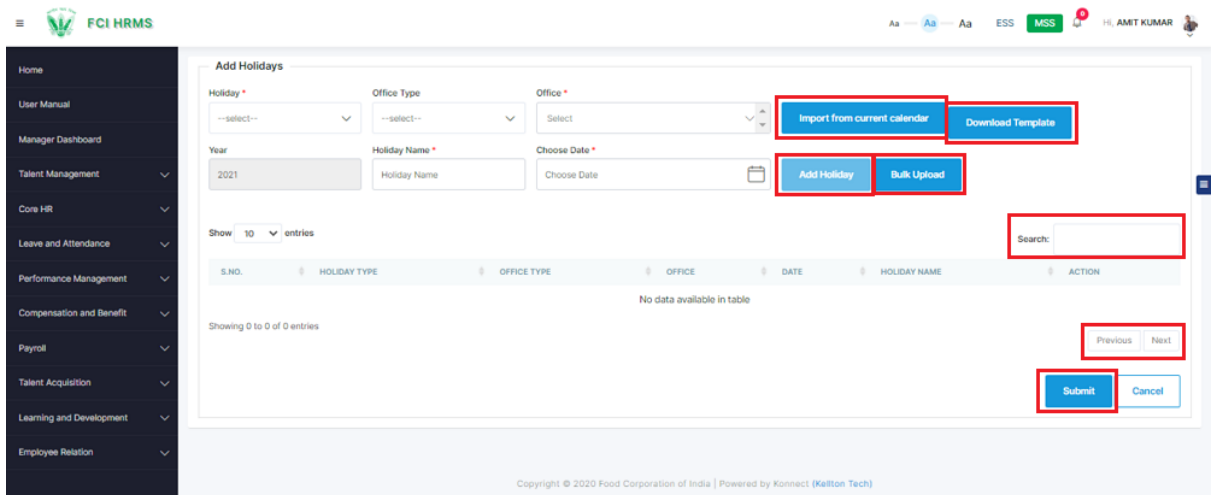 FCI HRMS
Aa Aa Aa ESS MSS 0 Hi, AMIT KUMAR
Home
User Manual
Manager Dashboard
Talent Management
Core HR
Leave and Attendance
Performance Management
Compensation and Benefit
Payroll
Talent Acquisition
Learning and Development
Employee Relation
Add Holidays
Holiday * Office Type Office *
--select-- --select-- Select Import from current calendar Download Template
Year Holiday Name * Choose Date *
2021 Holiday Name Choose Date Add Holiday Bulk Upload
Show 10 entries Search:
S.NO. HOLIDAY TYPE OFFICE TYPE OFFICE DATE HOLIDAY NAME ACTION
No data available in table
Showing 0 to 0 of 0 entries
Previous Next
Submit Cancel
Copyright © 2020 Food Corporation of India | Powered by Konnect (Kellton Tech)